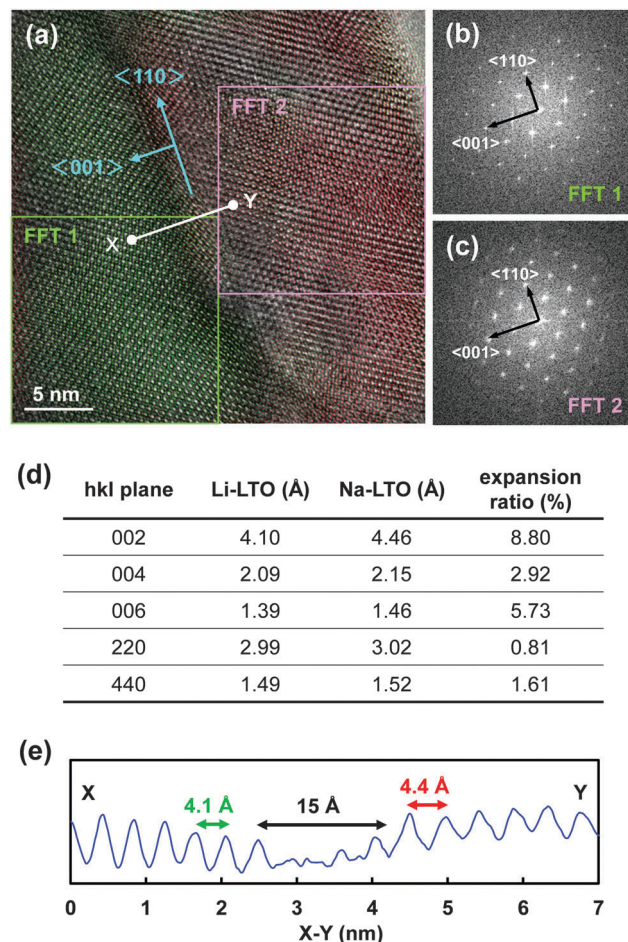 (a)
<110>
<001>
FFT 2
FFT 1
X
Y
5 nm
(b)
<110>
<001>
FFT 1
(c)
<110>
<001>
FFT 2
(d)
hkl plane Li-LTO (Å) Na-LTO (Å) expansion ratio (%)
002 4.10 4.46 8.80
004 2.09 2.15 2.92
006 1.39 1.46 5.73
220 2.99 3.02 0.81
440 1.49 1.52 1.61
(e)
X 4.1 Å 15 Å 4.4 Å Y
0 1 2 3 4 5 6 7
X-Y (nm)